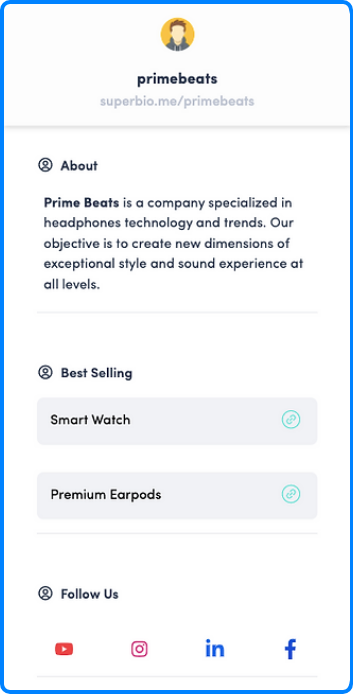 primebeats
superbio.me/primebeats
About
Prime Beats is a company specialized in
headphones technology and trends. Our
objective is to create new dimensions of
exceptional style and sound experience at
all levels.
Best Selling
Smart Watch
Premium Earpods
Follow Us